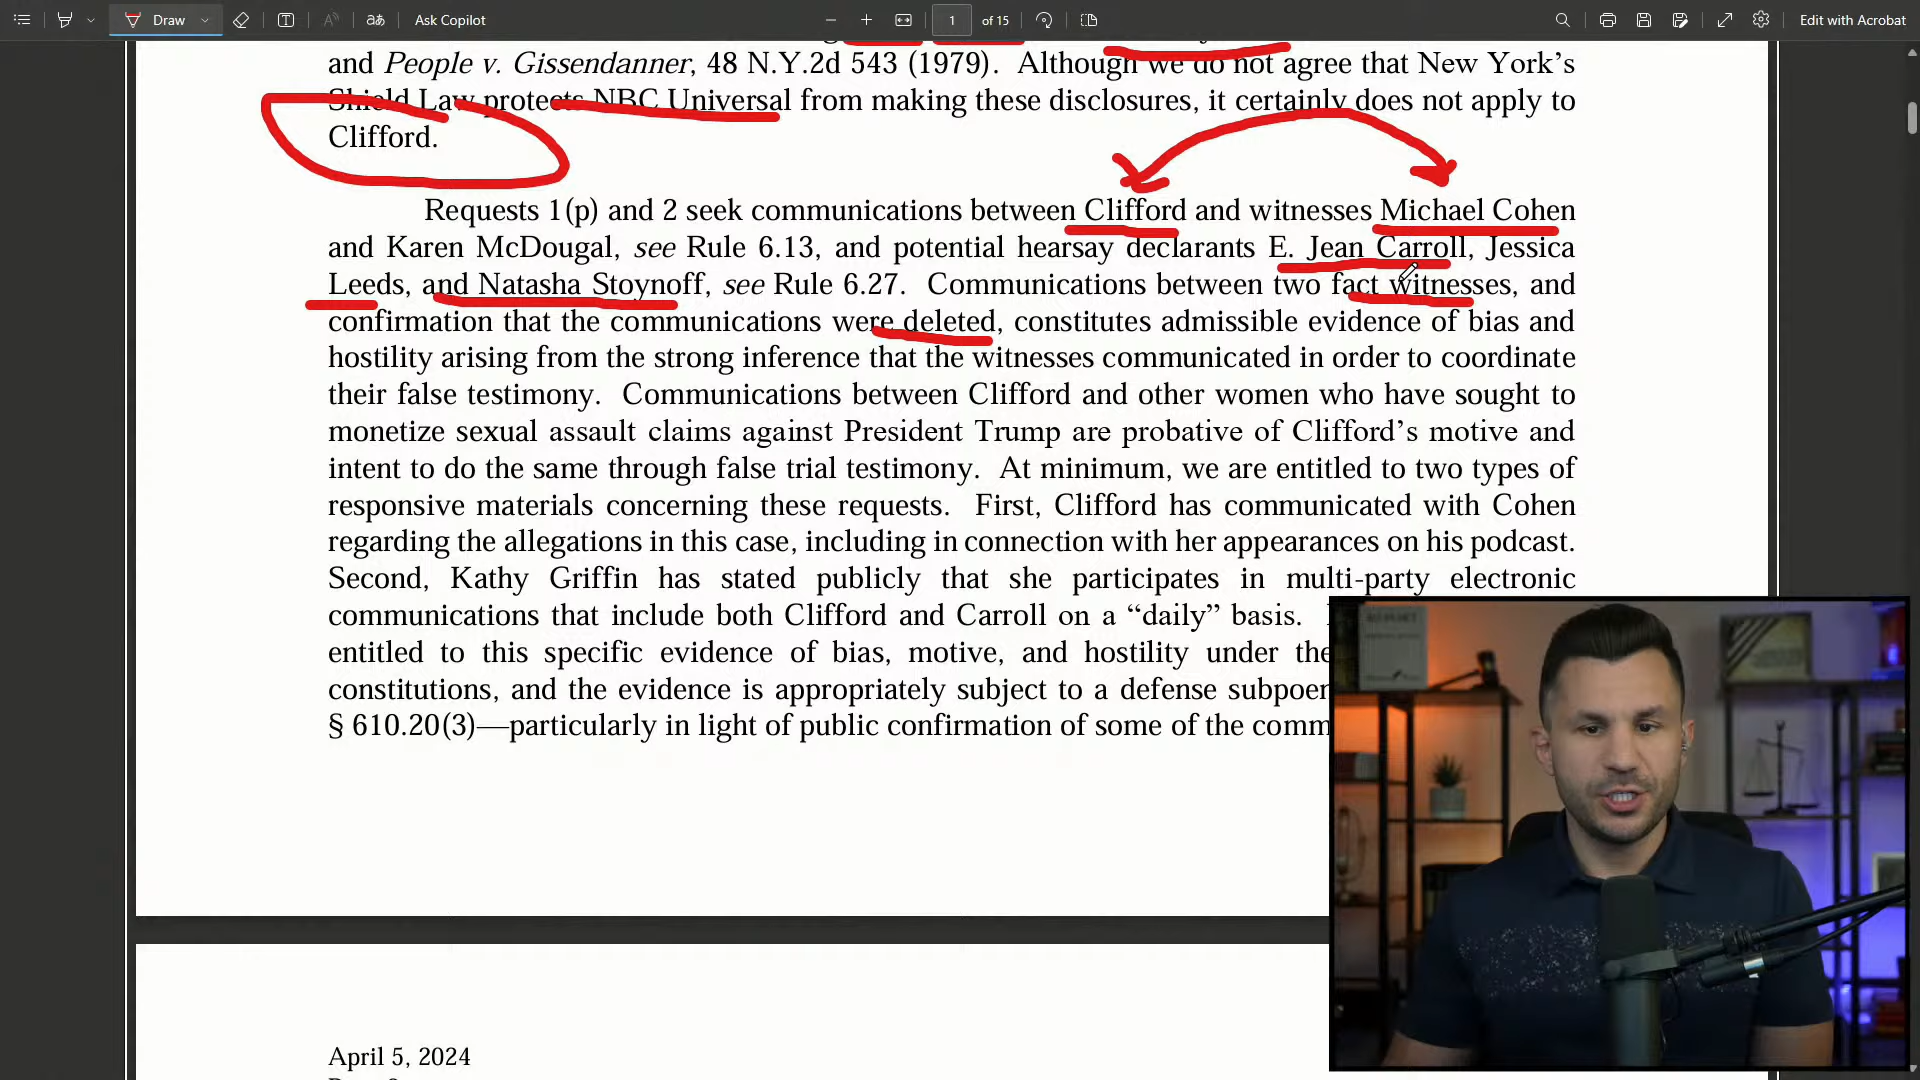 Draw
Ask Copilot
1 of 15
Edit with Acrobat
and People v. Gissendanner, 48 N.Y.2d 543 (1979). Although we do not agree that New York's
Shield Law protects NBC Universal from making these disclosures, it certainly does not apply to
Clifford.
Requests 1(p) and 2 seek communications between Clifford and witnesses Michael Cohen
and Karen McDougal, see Rule 6.13, and potential hearsay declarants E. Jean Carroll, Jessica
Leeds, and Natasha Stoynoff, see Rule 6.27. Communications between two fact witnesses, and
confirmation that the communications were deleted, constitutes admissible evidence of bias and
hostility arising from the strong inference that the witnesses communicated in order to coordinate
their false testimony. Communications between Clifford and other women who have sought to
monetize sexual assault claims against President Trump are probative of Clifford's motive and
intent to do the same through false trial testimony. At minimum, we are entitled to two types of
responsive materials concerning these requests. First, Clifford has communicated with Cohen
regarding the allegations in this case, including in connection with her appearances on his podcast.
Second, Kathy Griffin has stated publicly that she participates in multi-party electronic
communications that include both Clifford and Carroll on a “daily” basis.
entitled to this specific evidence of bias, motive, and hostility under the
constitutions, and the evidence is appropriately subject to a defense subpoen
§ 610.20(3)—particularly in light of public confirmation of some of the comm
April 5, 2024